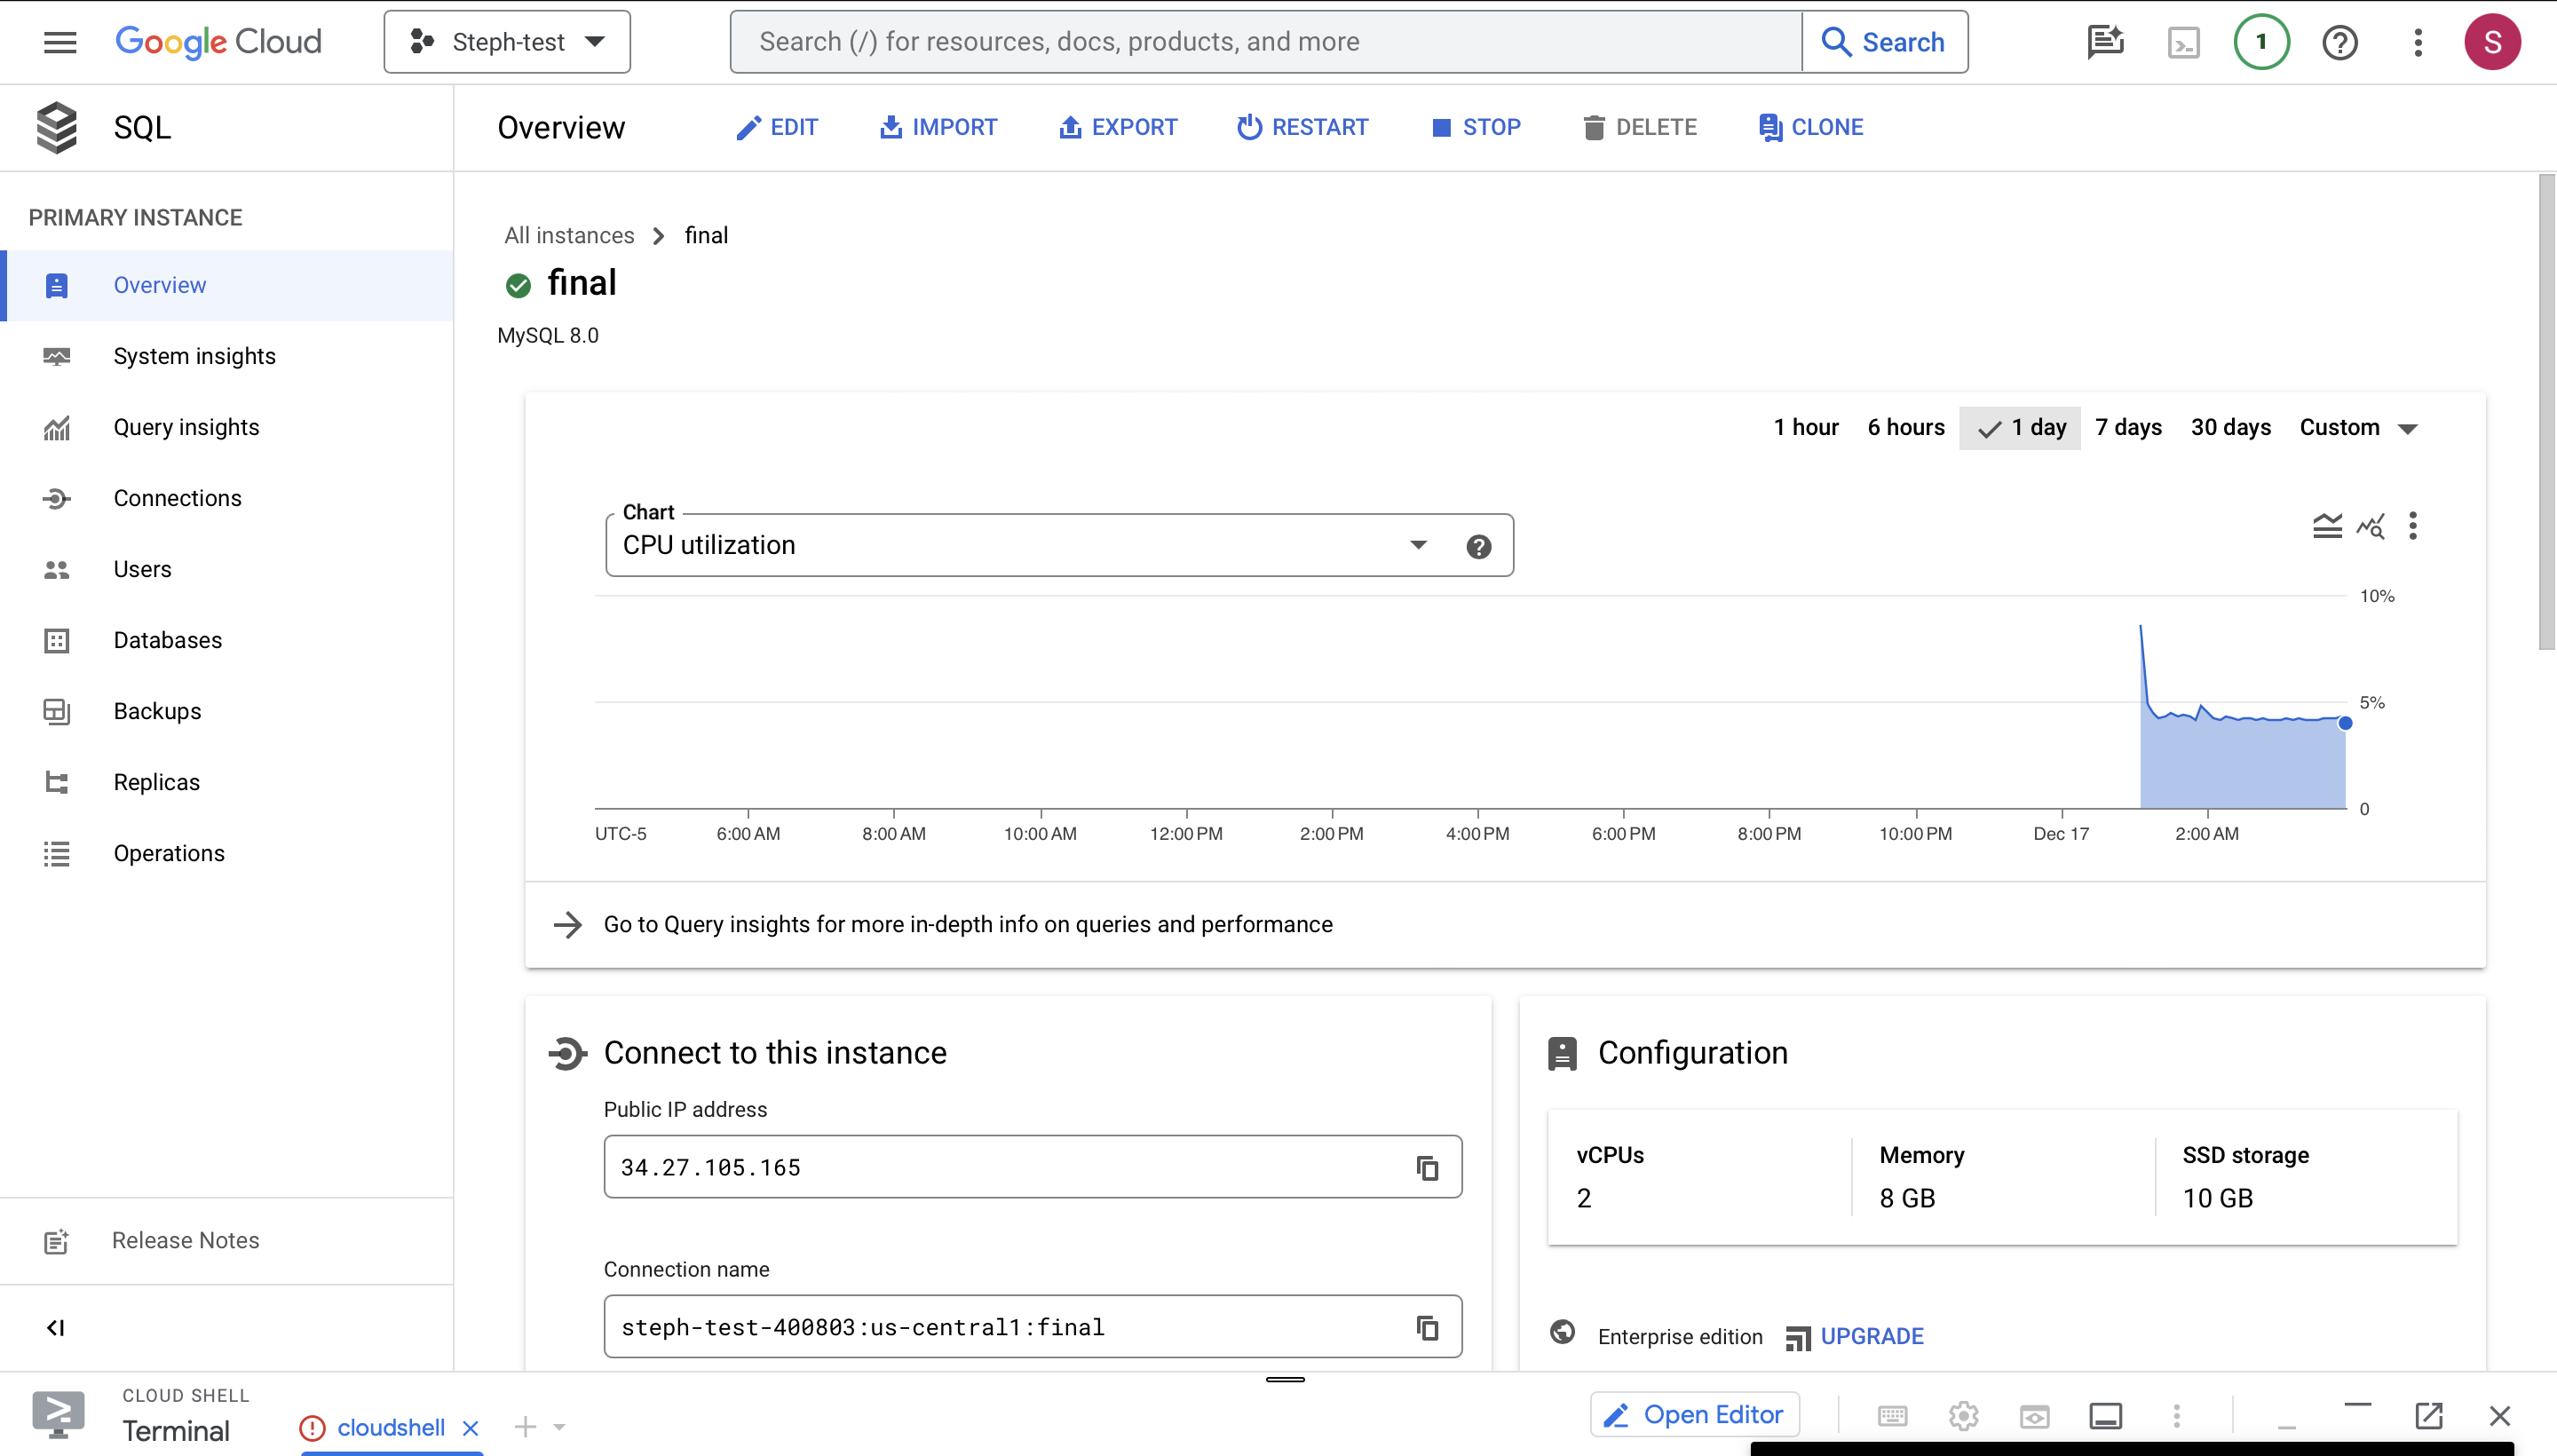 Google Cloud
Steph-test
Search (/) for resources, docs, products, and more
Search
1
S
SQL
Overview
EDIT
IMPORT
EXPORT
RESTART
STOP
DELETE
CLONE
PRIMARY INSTANCE
Overview
System insights
Query insights
Connections
Users
Databases
Backups
Replicas
Operations
Release Notes
All instances
final
final
MySQL 8.0
1 hour
6 hours
1 day
7 days
30 days
Custom
Chart
CPU utilization
10%
5%
0
UTC-5
6:00 AM
8:00 AM
10:00 AM
12:00 PM
2:00 PM
4:00 PM
6:00 PM
8:00 PM
10:00 PM
Dec 17
2:00 AM
Go to Query insights for more in-depth info on queries and performance
Connect to this instance
Public IP address
34.27.105.165
Connection name
steph-test-400803:us-central1:final
Configuration
vCPUs
2
Memory
8 GB
SSD storage
10 GB
Enterprise edition
UPGRADE
CLOUD SHELL
Terminal
cloudshell
Open Editor